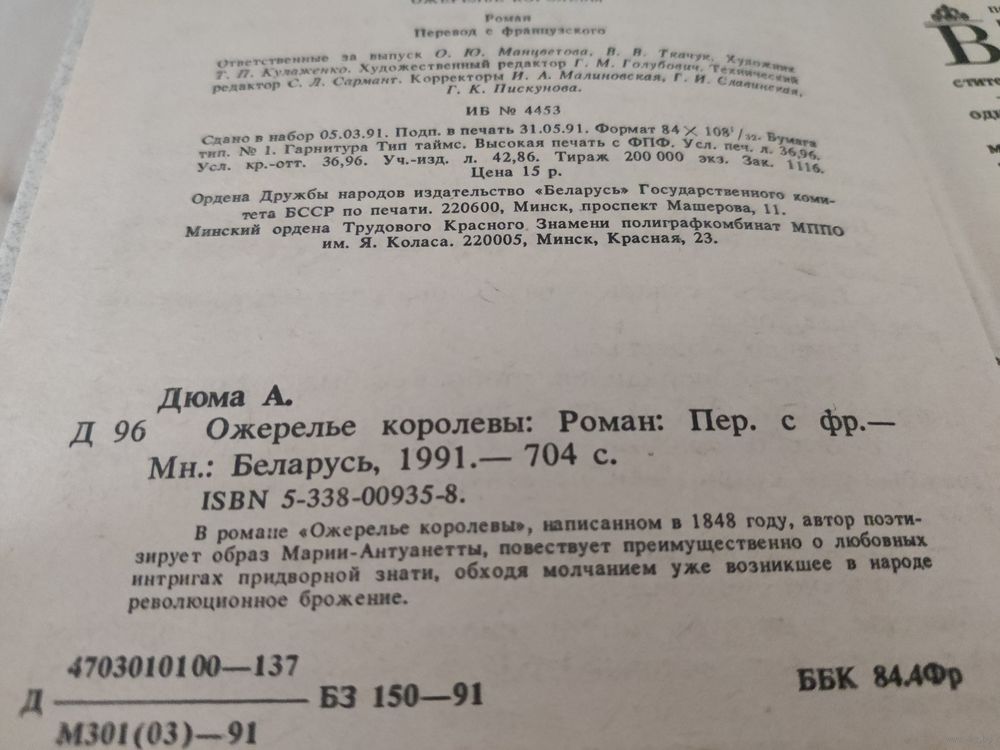 ОЖЕРЕЛЬЕ КОРОЛЕВЫ
Роман
Перевод с французского
Ответственные за выпуск О. Ю. Манцветова, В. В. Ткачук, Художник
Т. П. Кулаженко. Художественный редактор Г. М. Голубович, Технический
редактор С. Л. Сармант. Корректоры И. А. Малиновская, Г. И. Славинская,
Г. К. Пискунова.
ИБ № 4453
Сдано в набор 05.03.91. Подп. в печать 31.05.91. Формат 84 × 108¹/₃₂. Бумага
тип. № 1. Гарнитура Тип таймс. Высокая печать с ФПФ. Усл. печ. л. 36,96.
Усл. кр.-отт. 36,96. Уч.-изд. л. 42,86. Тираж 200 000 экз. Зак. 1116.
Цена 15 р.
Ордена Дружбы народов издательство «Беларусь» Государственного коми-
тета БССР по печати. 220600, Минск, проспект Машерова, 11.
Минский ордена Трудового Красного Знамени полиграфкомбинат МППО
им. Я. Коласа. 220005, Минск, Красная, 23.
Дюма А.
Д 96 Ожерелье королевы: Роман: Пер. с фр.—
Мн.: Беларусь, 1991.— 704 с.
ISBN 5-338-00935-8.
В романе «Ожерелье королевы», написанном в 1848 году, автор поэти-
зирует образ Марии-Антуанетты, повествует преимущественно о любовных
интригах придворной знати, обходя молчанием уже возникшее в народе
революционное брожение.
4703010100—137
Д БЗ 150—91
М301(03)—91
ББК 84.4Фр
В